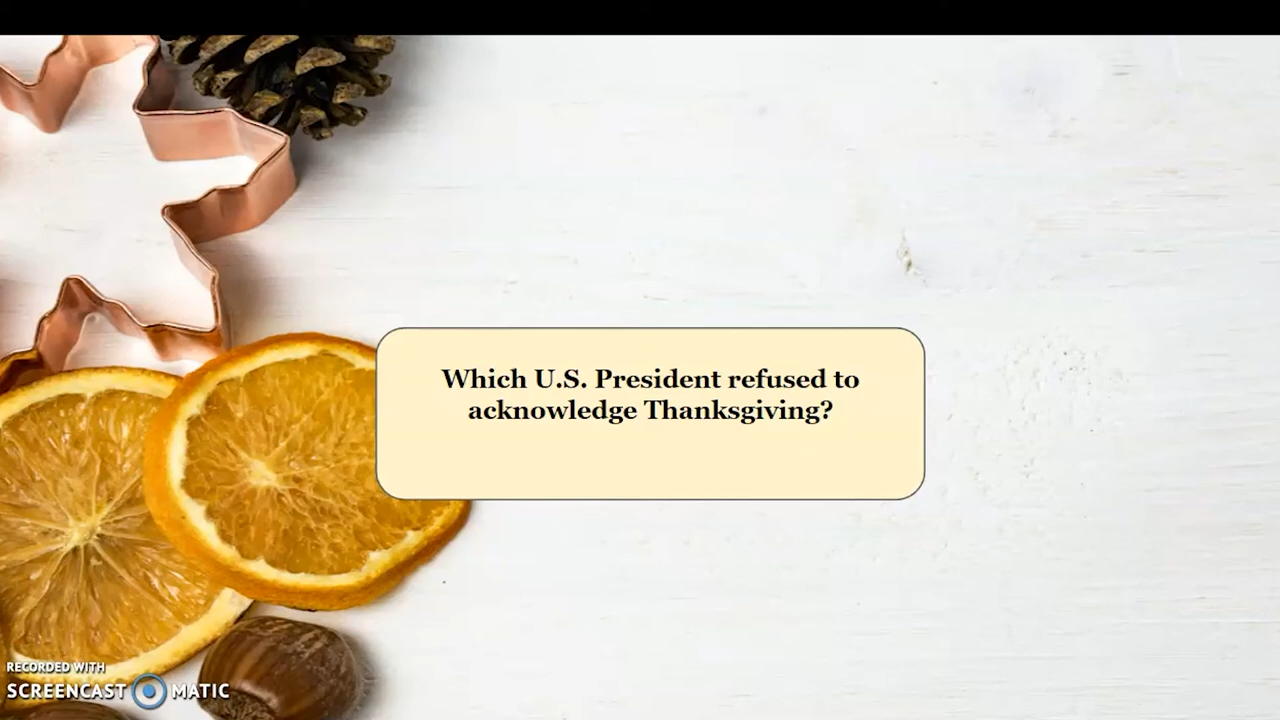 Which U.S. President refused to
acknowledge Thanksgiving?
RECORDED WITH
SCREENCAST MATIC